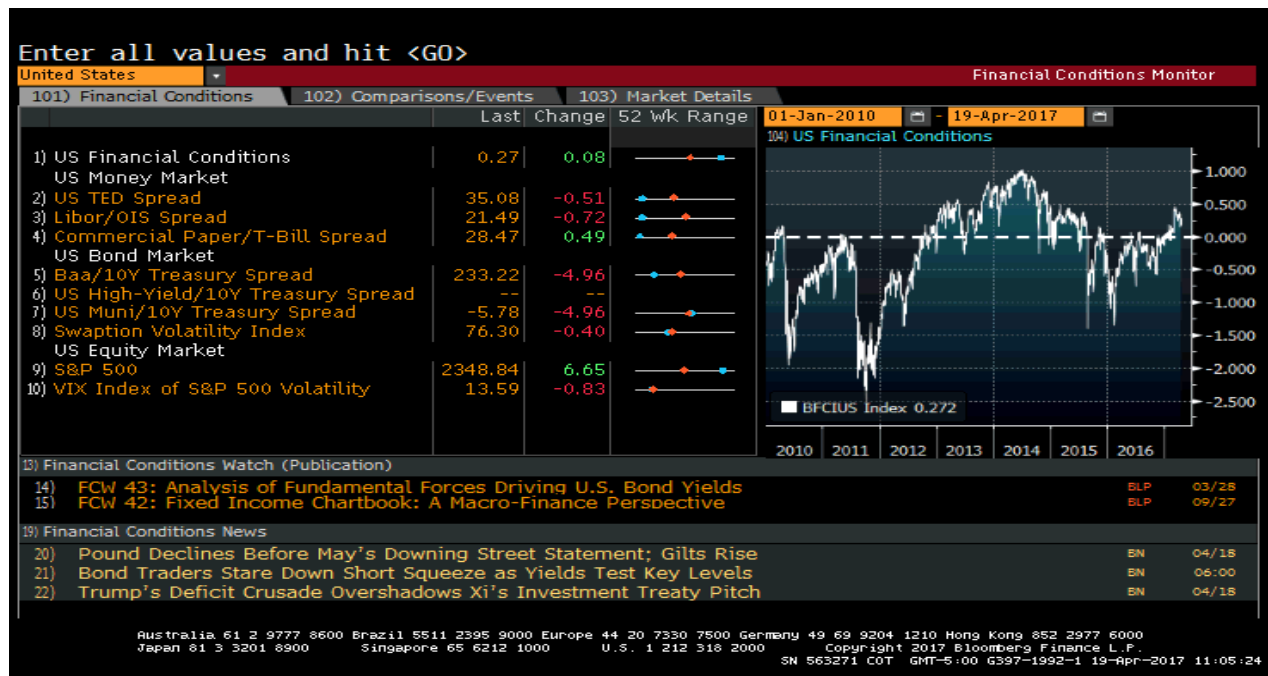 Enter all values and hit <GO>
United States Financial Conditions Monitor
101) Financial Conditions 102) Comparisons/Events 103) Market Details
Last Change 52 Wk Range 01-Jan-2010 - 19-Apr-2017
104) US Financial Conditions
1) US Financial Conditions 0.27 0.08
US Money Market
2) US TED Spread 35.08 -0.51
3) Libor/OIS Spread 21.49 -0.72
4) Commercial Paper/T-Bill Spread 28.47 0.49
US Bond Market
5) Baa/10Y Treasury Spread 233.22 -4.96
6) US High-Yield/10Y Treasury Spread -- --
7) US Muni/10Y Treasury Spread -5.78 -4.96
8) Swaption Volatility Index 76.30 -0.40
US Equity Market
9) S&P 500 2348.84 6.65
10) VIX Index of S&P 500 Volatility 13.59 -0.83
1.000
0.500
0.000
-0.500
-1.000
-1.500
-2.000
-2.500
BFCIUS Index 0.272
2010 2011 2012 2013 2014 2015 2016
13) Financial Conditions Watch (Publication)
14) FCW 43: Analysis of Fundamental Forces Driving U.S. Bond Yields BLP 03/28
15) FCW 42: Fixed Income Chartbook: A Macro-Finance Perspective BLP 09/27
19) Financial Conditions News
20) Pound Declines Before May's Downing Street Statement; Gilts Rise BN 04/18
21) Bond Traders Stare Down Short Squeeze as Yields Test Key Levels BN 06:00
22) Trump's Deficit Crusade Overshadows Xi's Investment Treaty Pitch BN 04/18
Australia 61 2 9777 8600 Brazil 5511 2395 9000 Europe 44 20 7330 7500 Germany 49 69 9204 1210 Hong Kong 852 2977 6000
Japan 81 3 3201 8900 Singapore 65 6212 1000 U.S. 1 212 318 2000 Copyright 2017 Bloomberg Finance L.P.
SN 563271 COT GMT-5:00 G397-1992-1 19-Apr-2017 11:05:24